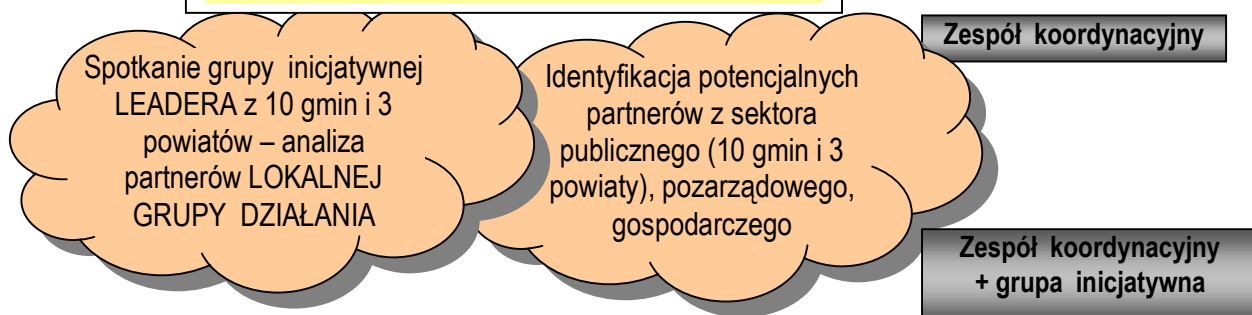 Zespół koordynacyjny
Spotkanie grupy inicjatywnej
LEADERA z 10 gmin i 3
powiatów – analiza
partnerów LOKALNEJ
GRUPY DZIAŁANIA
Identyfikacja potencjalnych
partnerów z sektora
publicznego (10 gmin i 3
powiaty), pozarządowego,
gospodarczego
Zespół koordynacyjny
+ grupa inicjatywna